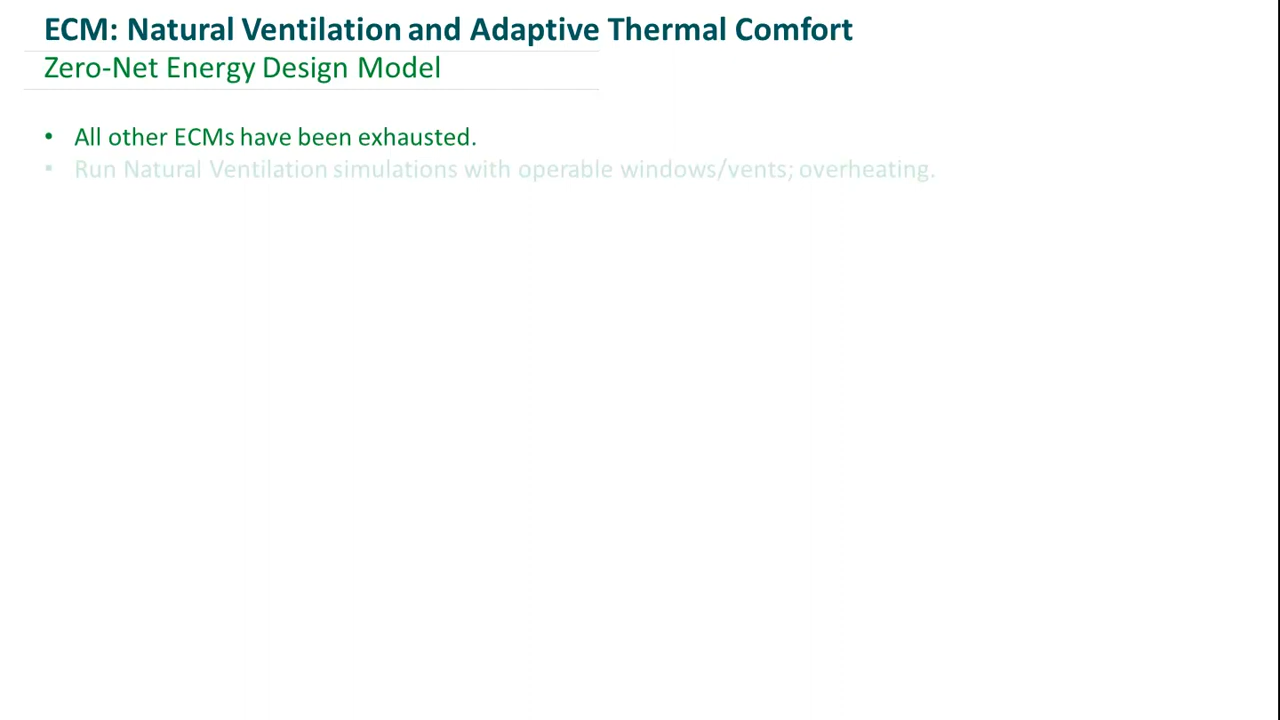 ECM: Natural Ventilation and Adaptive Thermal Comfort
Zero-Net Energy Design Model
• All other ECMs have been exhausted.
• Run Natural Ventilation simulations with operable windows/vents; overheating.